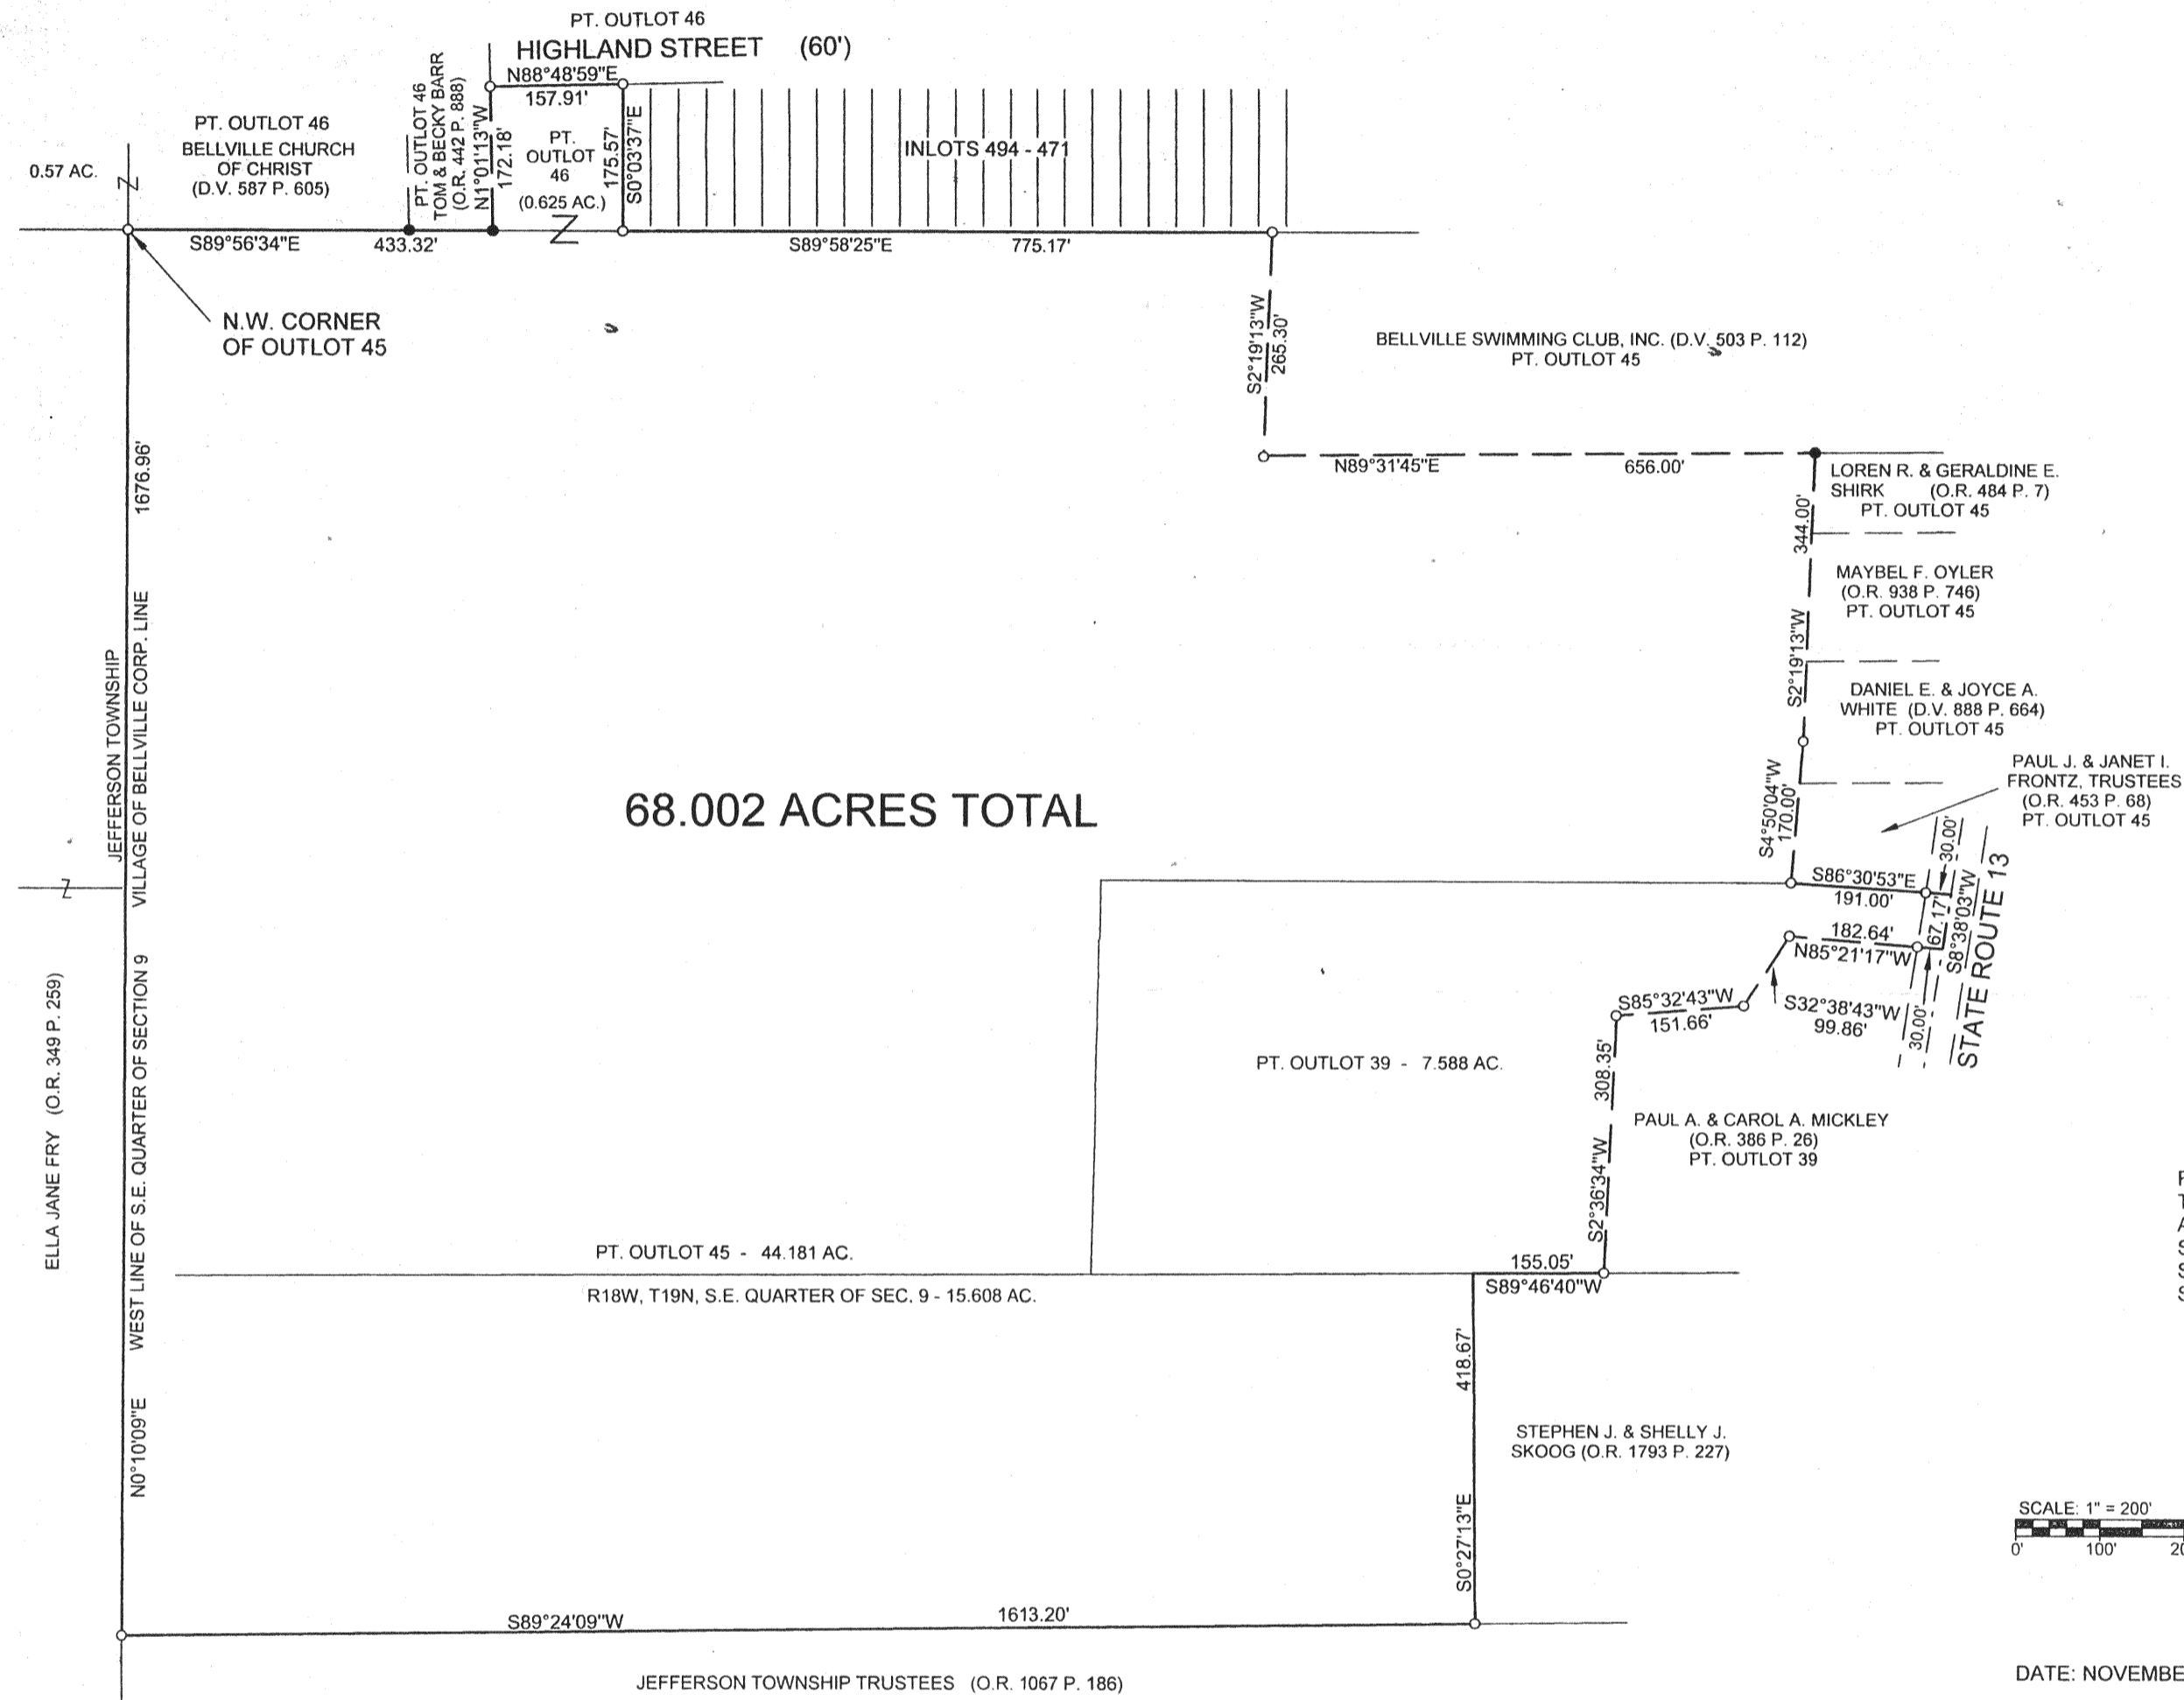 PT. OUTLOT 46
HIGHLAND STREET (60')
N88°48'59"E
157.91'
PT. OUTLOT 46
TOM & BECKY BARR
(O.R. 442 P. 888)
N1°01'13"W
172.18'
PT.
OUTLOT
46
(0.625 AC.)
175.57'
S0°03'37"E
INLOTS 494 - 471
0.57 AC.
PT. OUTLOT 46
BELLVILLE CHURCH
OF CHRIST
(D.V. 587 P. 605)
S89°56'34"E 433.32'
S89°58'25"E 775.17'
N.W. CORNER
OF OUTLOT 45
S2°19'13"W
265.30'
BELLVILLE SWIMMING CLUB, INC. (D.V. 503 P. 112)
PT. OUTLOT 45
N89°31'45"E 656.00'
LOREN R. & GERALDINE E.
SHIRK (O.R. 484 P. 7)
PT. OUTLOT 45
344.00'
S2°19'13"W
MAYBEL F. OYLER
(O.R. 938 P. 746)
PT. OUTLOT 45
DANIEL E. & JOYCE A.
WHITE (D.V. 888 P. 664)
PT. OUTLOT 45
PAUL J. & JANET I.
FRONTZ, TRUSTEES
(O.R. 453 P. 68)
PT. OUTLOT 45
S4°50'04"W
170.00'
1676.96'
JEFFERSON TOWNSHIP
VILLAGE OF BELLVILLE CORP. LINE
68.002 ACRES TOTAL
S86°30'53"E
191.00'
30.00'
67.17'
S8°38'03"W
STATE ROUTE 13
182.64'
N85°21'17"W
S32°38'43"W
99.86'
30.00'
S85°32'43"W
151.66'
308.35'
S2°36'34"W
PT. OUTLOT 39 - 7.588 AC.
PAUL A. & CAROL A. MICKLEY
(O.R. 386 P. 26)
PT. OUTLOT 39
ELLA JANE FRY (O.R. 349 P. 259)
WEST LINE OF S.E. QUARTER OF SECTION 9
N0°10'09"E
PT. OUTLOT 45 - 44.181 AC.
R18W, T19N, S.E. QUARTER OF SEC. 9 - 15.608 AC.
155.05'
S89°46'40"W
418.67'
S0°27'13"E
STEPHEN J. & SHELLY J.
SKOOG (O.R. 1793 P. 227)
SCALE: 1" = 200'
0' 100'
S89°24'09"W 1613.20'
JEFFERSON TOWNSHIP TRUSTEES (O.R. 1067 P. 186)
DATE: NOVEMBE